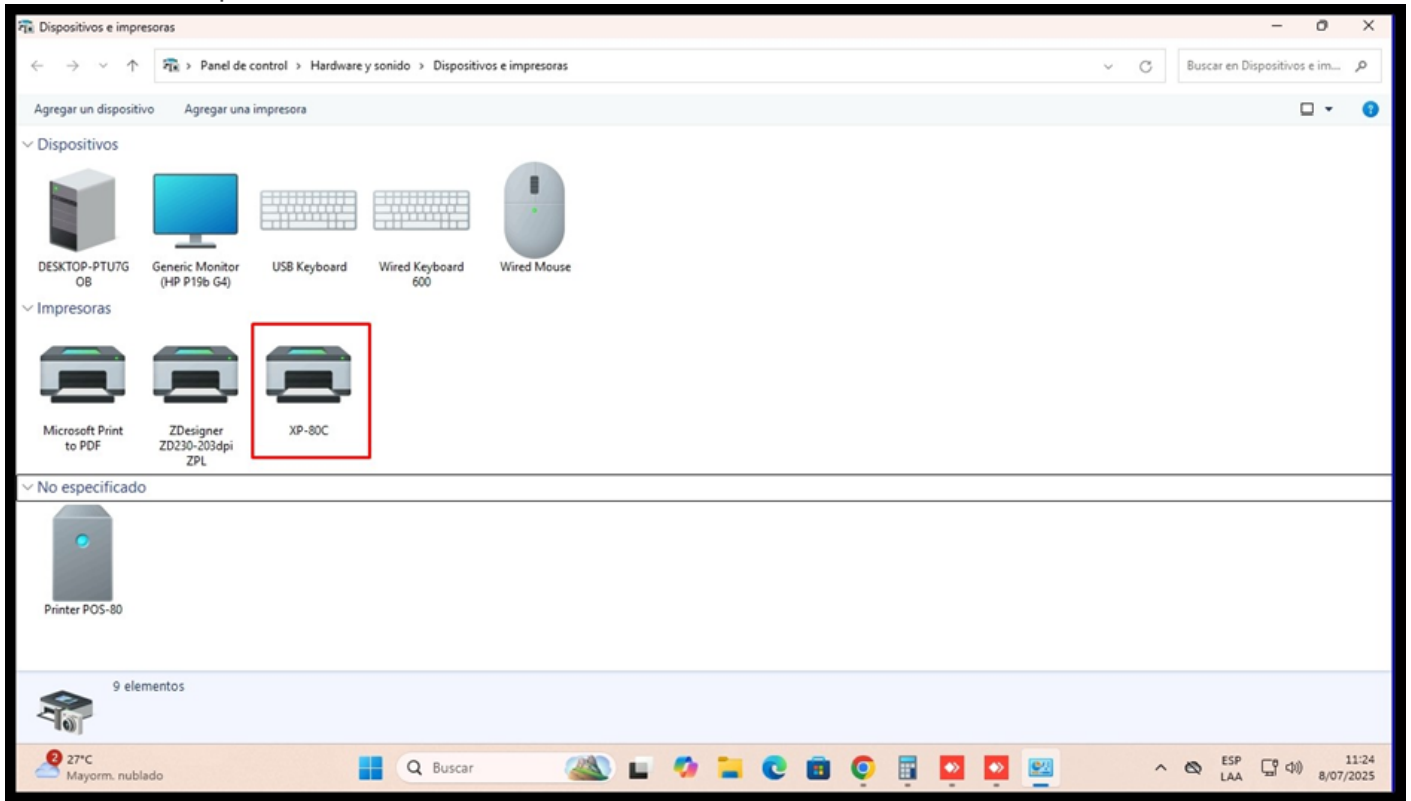 Dispositivos e impresoras
Panel de control > Hardware y sonido > Dispositivos e impresoras
Buscar en Dispositivos e im...
Agregar un dispositivo Agregar una impresora
Dispositivos
DESKTOP-PTU7G
OB
Generic Monitor
(HP P19b G4)
USB Keyboard
Wired Keyboard
600
Wired Mouse
Impresoras
Microsoft Print
to PDF
ZDesigner
ZD230-203dpi
ZPL
XP-80C
No especificado
Printer POS-80
9 elementos
2
27°C
Mayorm. nublado
Buscar
ESP
LAA
11:24
8/07/2025